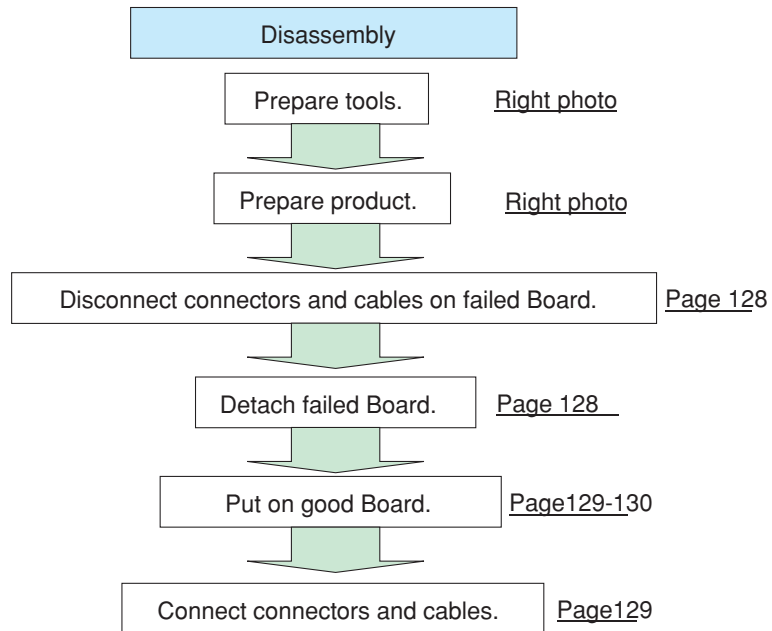 Disassembly
Prepare tools. Right photo
Prepare product. Right photo
Disconnect connectors and cables on failed Board. Page 128
Detach failed Board. Page 128
Put on good Board. Page129-130
Connect connectors and cables. Page129